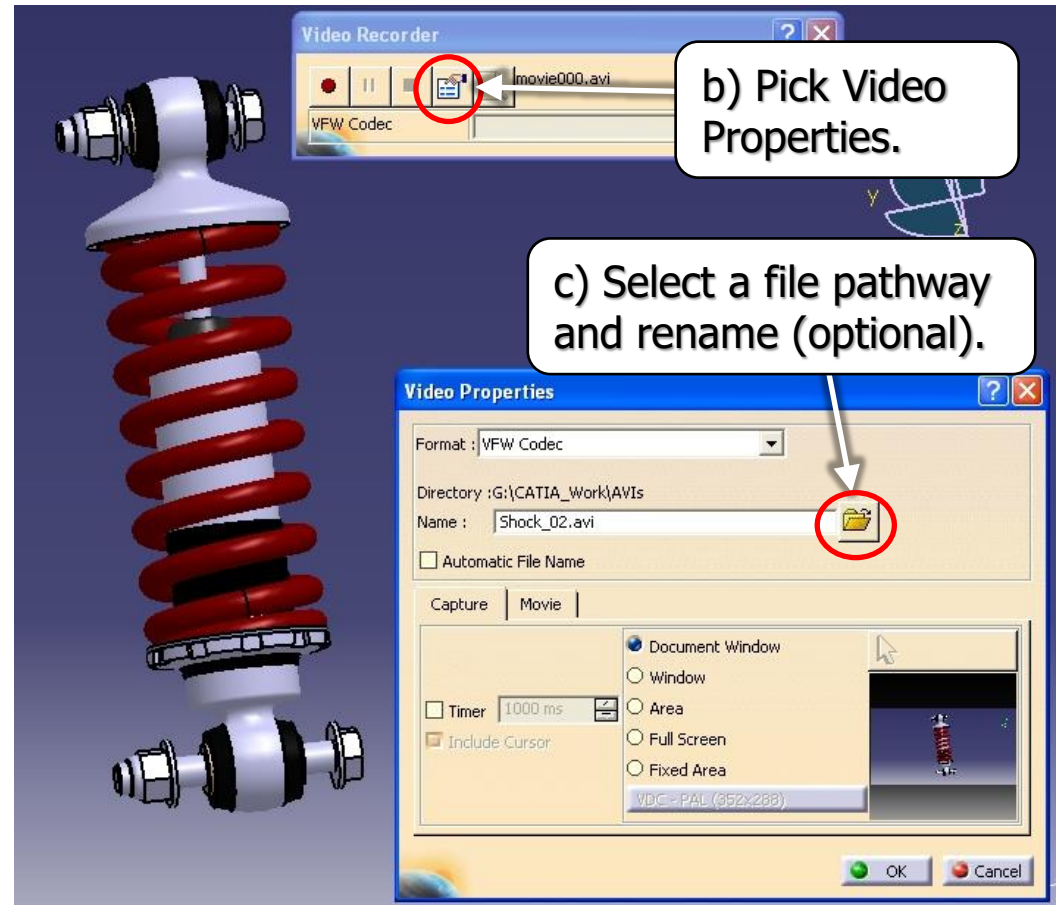 Video Recorder
movie000.avi
VFW Codec
b) Pick Video
Properties.
y
z
c) Select a file pathway
and rename (optional).
Video Properties
Format : VFW Codec
Directory :G:\CATIA_Work\AVIs
Name : Shock_02.avi
Automatic File Name
Capture Movie
Document Window
Window
Timer 1000 ms Area
Include Cursor Full Screen
Fixed Area
VDC - PAL (352x288)
OK Cancel